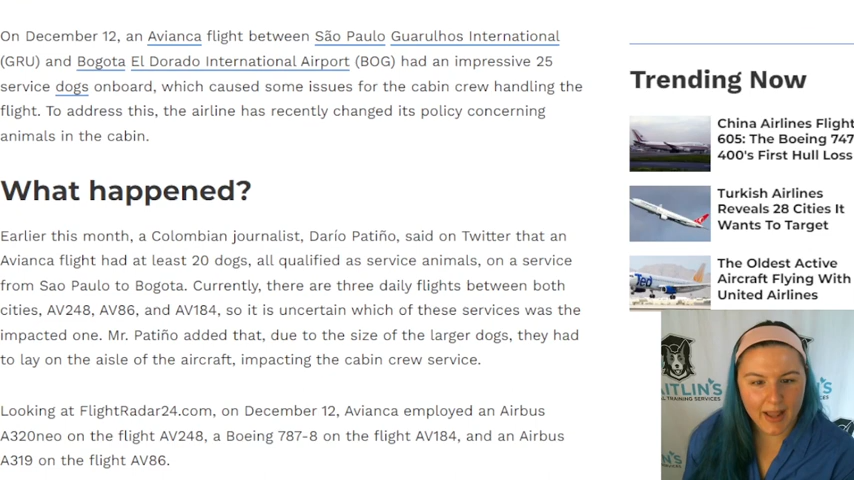 On December 12, an Avianca flight between São Paulo Guarulhos International
(GRU) and Bogota El Dorado International Airport (BOG) had an impressive 25
service dogs onboard, which caused some issues for the cabin crew handling the
flight. To address this, the airline has recently changed its policy concerning
animals in the cabin.
What happened?
Earlier this month, a Colombian journalist, Darío Patiño, said on Twitter that an
Avianca flight had at least 20 dogs, all qualified as service animals, on a service
from Sao Paulo to Bogota. Currently, there are three daily flights between both
cities, AV248, AV86, and AV184, so it is uncertain which of these services was the
impacted one. Mr. Patiño added that, due to the size of the larger dogs, they had
to lay on the aisle of the aircraft, impacting the cabin crew service.
Looking at FlightRadar24.com, on December 12, Avianca employed an Airbus
A320neo on the flight AV248, a Boeing 787-8 on the flight AV184, and an Airbus
A319 on the flight AV86.
Trending Now
China Airlines Flight
605: The Boeing 747
400's First Hull Loss
Turkish Airlines
Reveals 28 Cities It
Wants To Target
The Oldest Active
Aircraft Flying With
United Airlines
Ted
AITLIN'S
AL TRAINING SERVICES